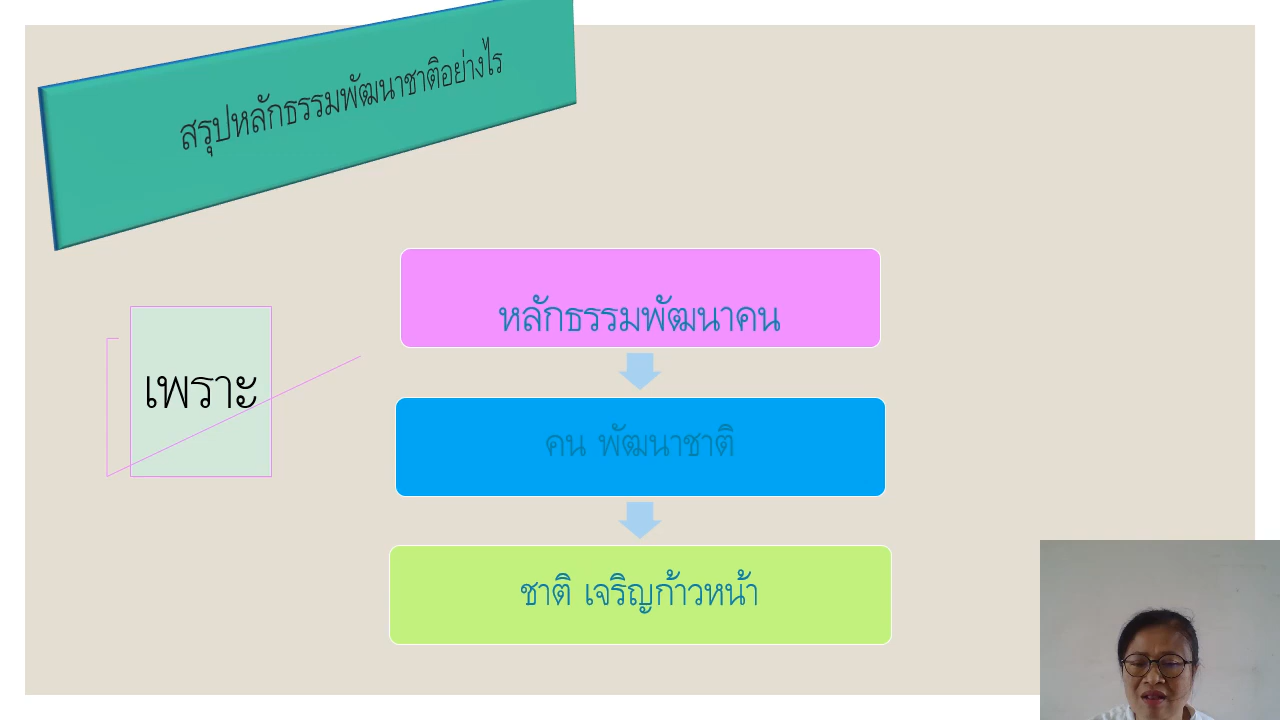 สรุปหลักธรรมพัฒนาชาติอย่างไร
หลักธรรมพัฒนาคน
เพราะ
คน พัฒนาชาติ
ชาติ เจริญก้าวหน้า